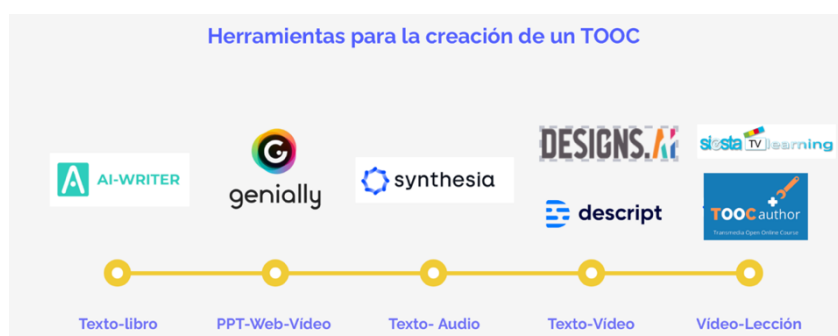 Herramientas para la creación de un TOOC
AI-WRITER
genially
synthesia
DESIGNS.Ai
descript
siesta TV learning
TOOC author
Transmedia Open Online Course
Texto-libro
PPT-Web-Vídeo
Texto- Audio
Texto-Vídeo
Vídeo-Lección